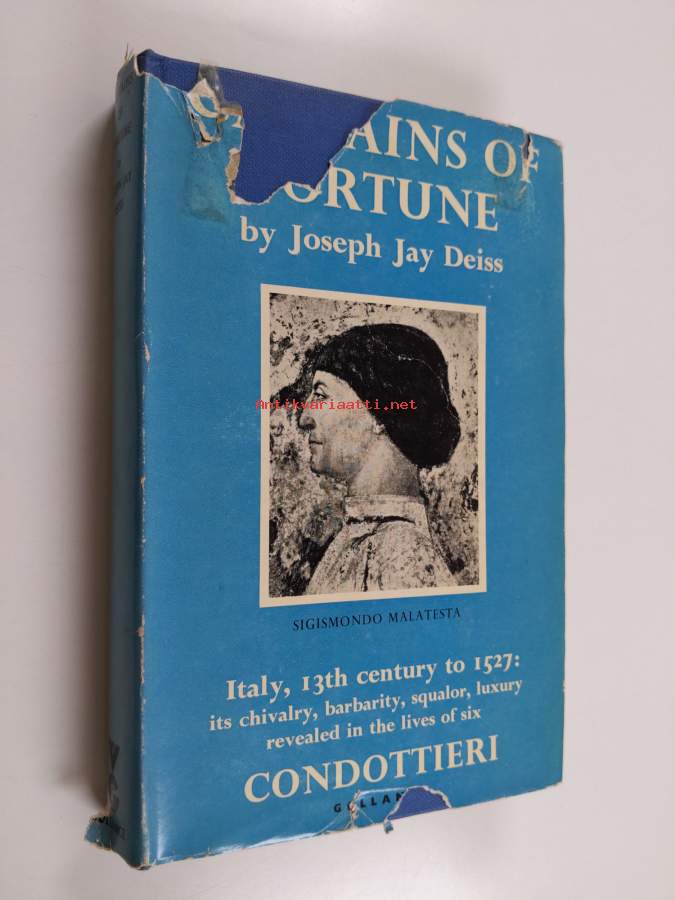 AINS OF
ORTUNE
by Joseph Jay Deiss
Antikvariaatti.net
SIGISMONDO MALATESTA
Italy, 13th century to 1527:
its chivalry, barbarity, squalor, luxury
revealed in the lives of six
CONDOTTIERI
GOLLAN